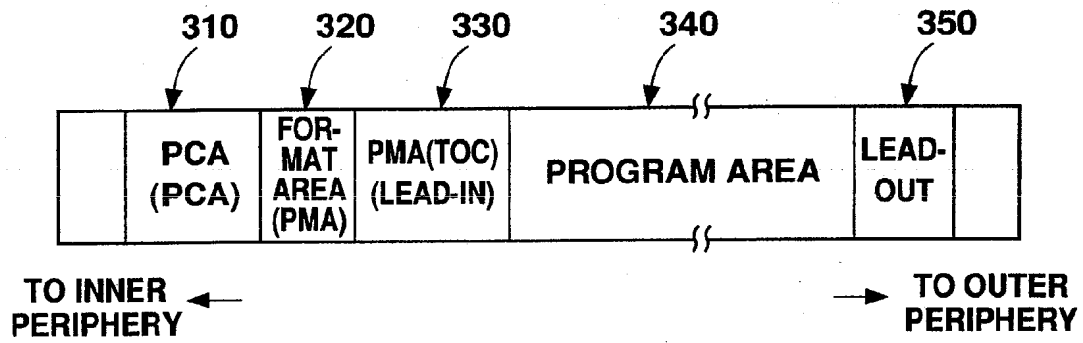 310 320 330 340 350
PCA
(PCA)
FOR-
MAT
AREA
(PMA)
PMA(TOC)
(LEAD-IN)
PROGRAM AREA
LEAD-
OUT
TO INNER
PERIPHERY
TO OUTER
PERIPHERY